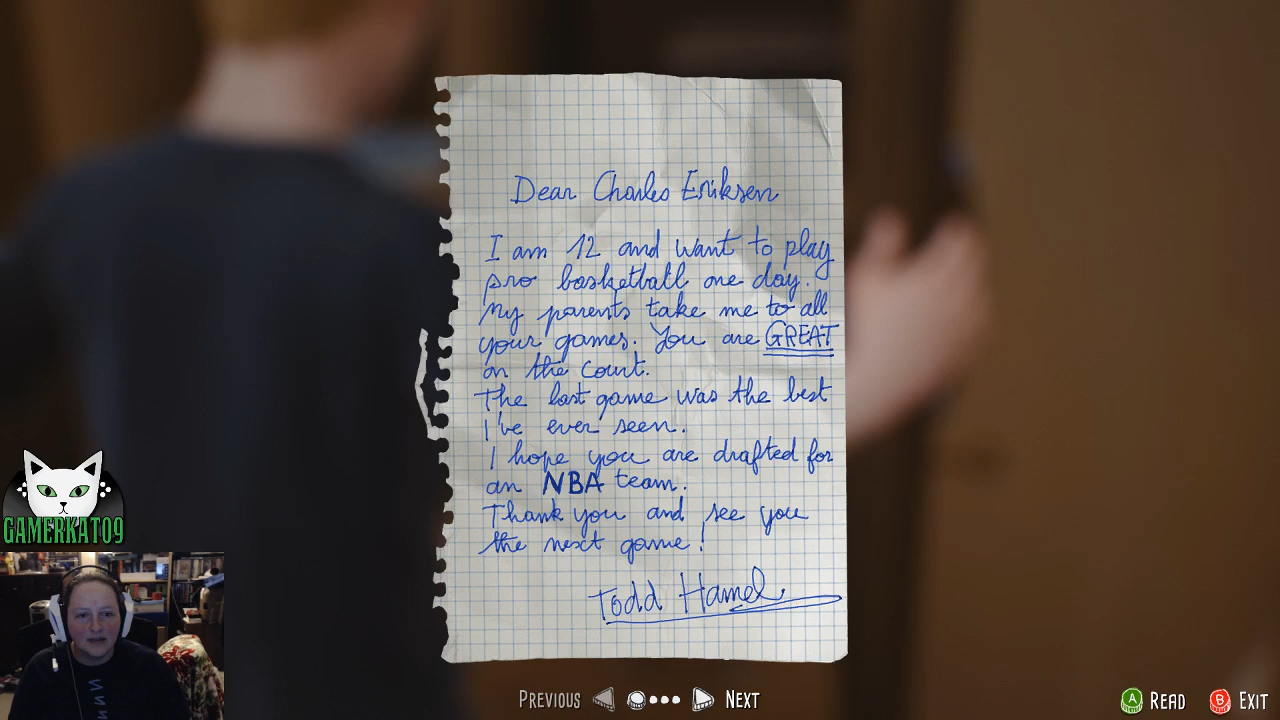 Dear Charles Eriksen
I am 12 and want to play
pro basketball one day.
My parents take me to all
your games. You are GREAT
on the court.
The last game was the best
I've ever seen.
I hope you are drafted for
an NBA team.
Thank you and see you
the next game!
Todd Hamel
GAMERKAT09
PREVIOUS NEXT
A READ B EXIT